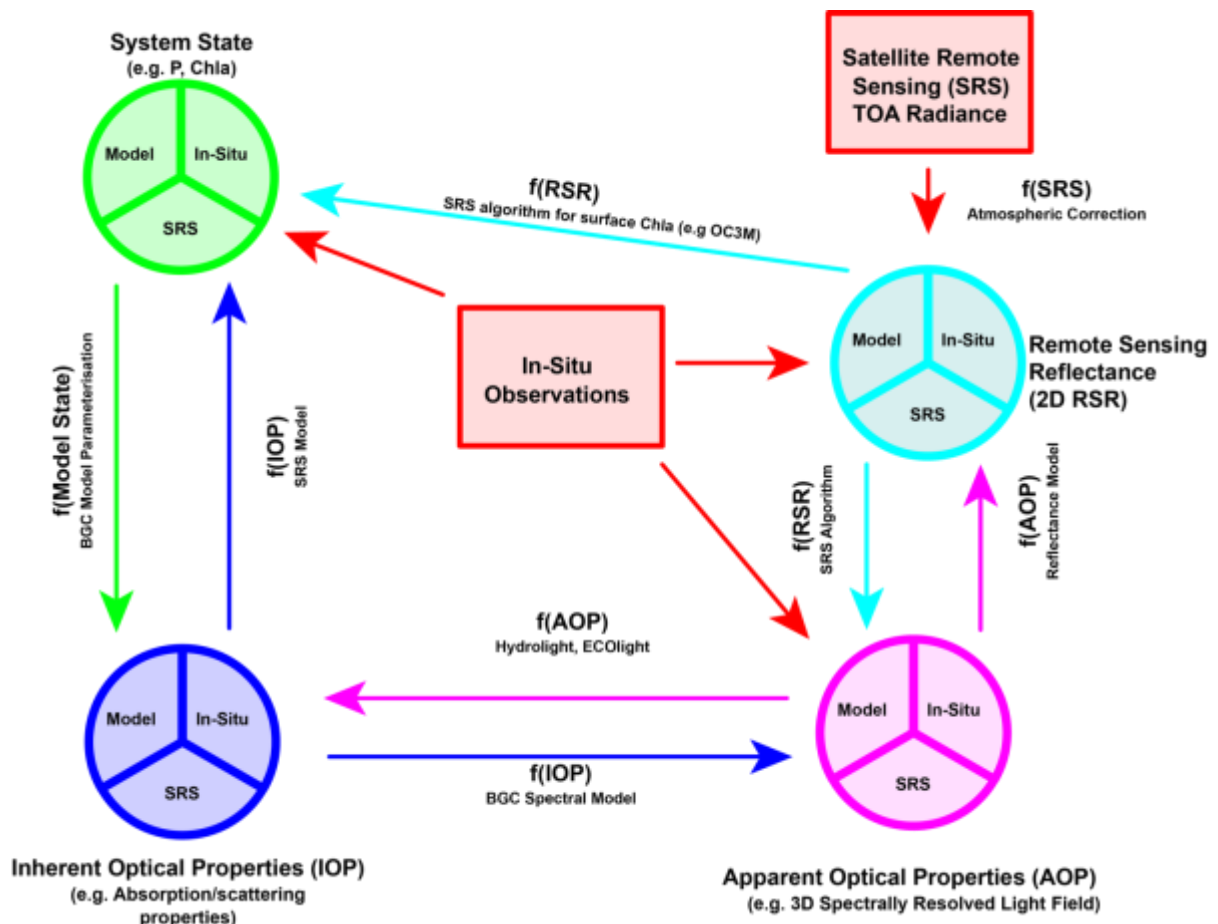 System State
(e.g. P, Chla)
Model
In-Situ
SRS
Satellite Remote
Sensing (SRS)
TOA Radiance
f(SRS)
Atmospheric Correction
f(RSR)
SRS algorithm for surface Chla (e.g OC3M)
In-Situ
Observations
Model
In-Situ
SRS
Remote Sensing
Reflectance
(2D RSR)
f(Model State)
BGC Model Parameterisation
f(IOP)
SRS Model
f(RSR)
SRS Algorithm
f(AOP)
Reflectance Model
f(AOP)
Hydrolight, ECOlight
f(IOP)
BGC Spectral Model
Model
In-Situ
SRS
Inherent Optical Properties (IOP)
(e.g. Absorption/scattering
properties)
Model
In-Situ
SRS
Apparent Optical Properties (AOP)
(e.g. 3D Spectrally Resolved Light Field)